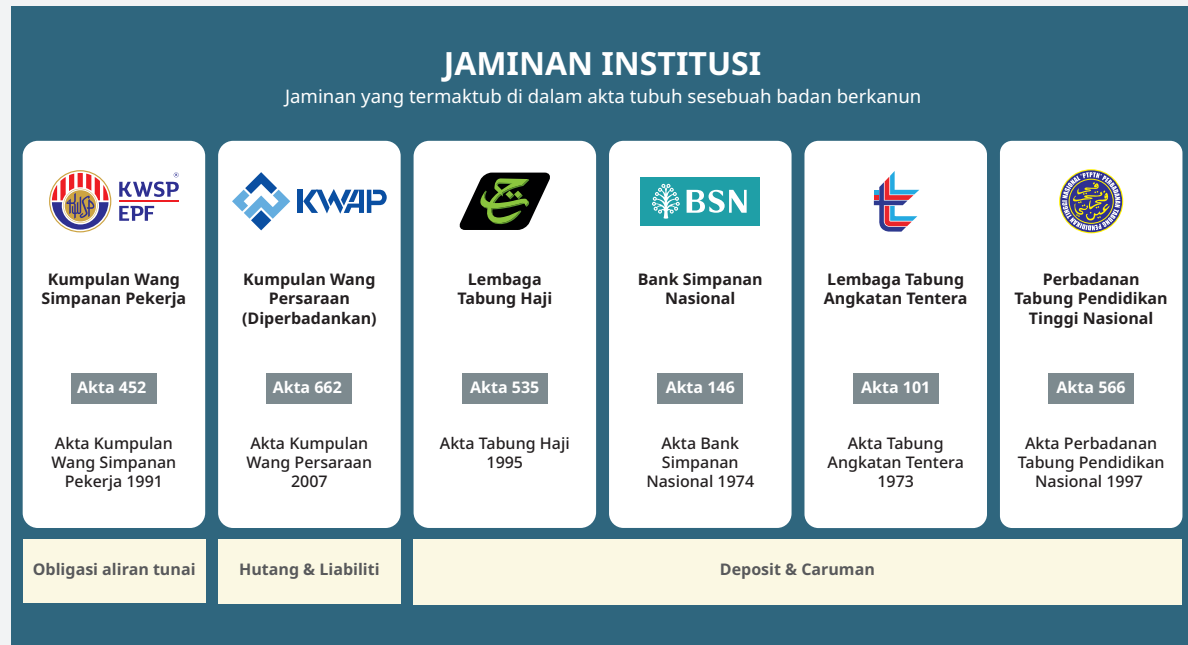 JAMINAN INSTITUSI
Jaminan yang termaktub di dalam akta tubuh sesebuah badan berkanun
KWSP
EPF
Kumpulan Wang
Simpanan Pekerja
Akta 452
Akta Kumpulan
Wang Simpanan
Pekerja 1991
Obligasi aliran tunai
KWAP
Kumpulan Wang
Persaraan
(Diperbadankan)
Akta 662
Akta Kumpulan
Wang Persaraan
2007
Hutang & Liabiliti
Lembaga
Tabung Haji
Akta 535
Akta Tabung Haji
1995
BSN
Bank Simpanan
Nasional
Akta 146
Akta Bank
Simpanan
Nasional 1974
Lembaga Tabung
Angkatan Tentera
Akta 101
Akta Tabung
Angkatan Tentera
1973
Perbadanan
Tabung Pendidikan
Tinggi Nasional
Akta 566
Akta Perbadanan
Tabung Pendidikan
Nasional 1997
Deposit & Caruman